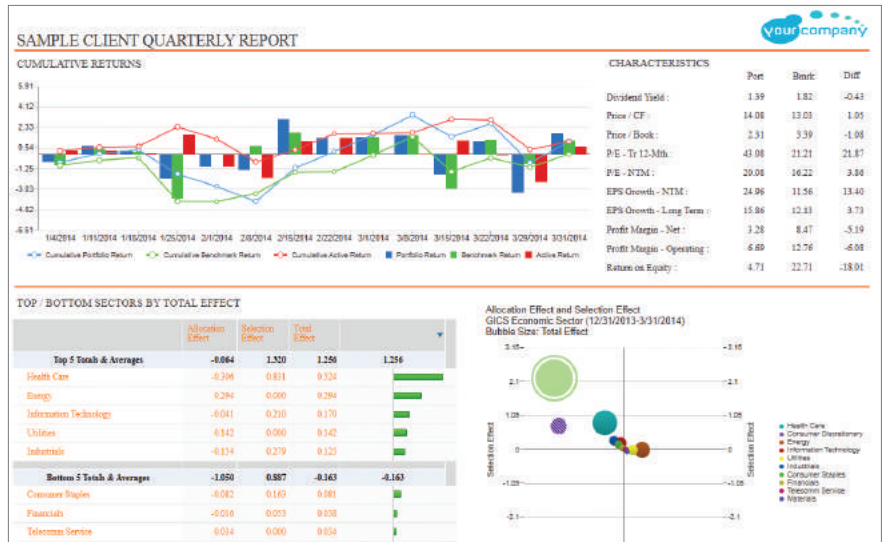 yourcompany
SAMPLE CLIENT QUARTERLY REPORT
CUMULATIVE RETURNS
5.91
4.12
2.33
0.54
-1.25
-3.03
-4.82
-6.61
1/4/2014 1/11/2014 1/18/2014 1/25/2014 2/1/2014 2/8/2014 2/15/2014 2/22/2014 3/1/2014 3/8/2014 3/15/2014 3/22/2014 3/29/2014 3/31/2014
Cumulative Portfolio Return Cumulative Benchmark Return Cumulative Active Return Portfolio Return Benchmark Return Active Return
CHARACTERISTICS
Port Bmrk Diff
Dividend Yield : 1.39 1.82 -0.43
Price / CF : 14.08 13.03 1.05
Price / Book : 2.31 3.39 -1.08
P/E - Tr 12-Mth : 43.08 21.21 21.87
P/E - NTM : 20.08 16.22 3.86
EPS Growth - NTM : 24.96 11.56 13.40
EPS Growth - Long Term : 15.86 12.13 3.73
Profit Margin - Net : 3.28 8.47 -5.19
Profit Margin - Operating : 6.69 12.76 -6.08
Return on Equity : 4.71 22.71 -18.01
TOP / BOTTOM SECTORS BY TOTAL EFFECT
Allocation Effect Selection Effect Total Effect
Top 5 Totals & Averages -0.064 1.320 1.256 1.256
Health Care -0.306 0.831 0.524
Energy 0.294 0.000 0.294
Information Technology -0.041 0.210 0.170
Utilities 0.142 0.000 0.142
Industrials -0.154 0.279 0.125
Bottom 5 Totals & Averages -1.050 0.887 -0.163 -0.163
Consumer Staples -0.082 0.163 0.081
Financials -0.016 0.053 0.038
Telecomm Service 0.034 0.000 0.034
Allocation Effect and Selection Effect
GICS Economic Sector (12/31/2013-3/31/2014)
Bubble Size: Total Effect
3.15 3.15
2.1 2.1
1.05 1.05
0 0
-1.05 -1.05
-2.1 -2.1
Selection Effect
Selection Effect
Health Care
Consumer Discretionary
Energy
Information Technology
Utilities
Industrials
Consumer Staples
Financials
Telecomm Service
Materials